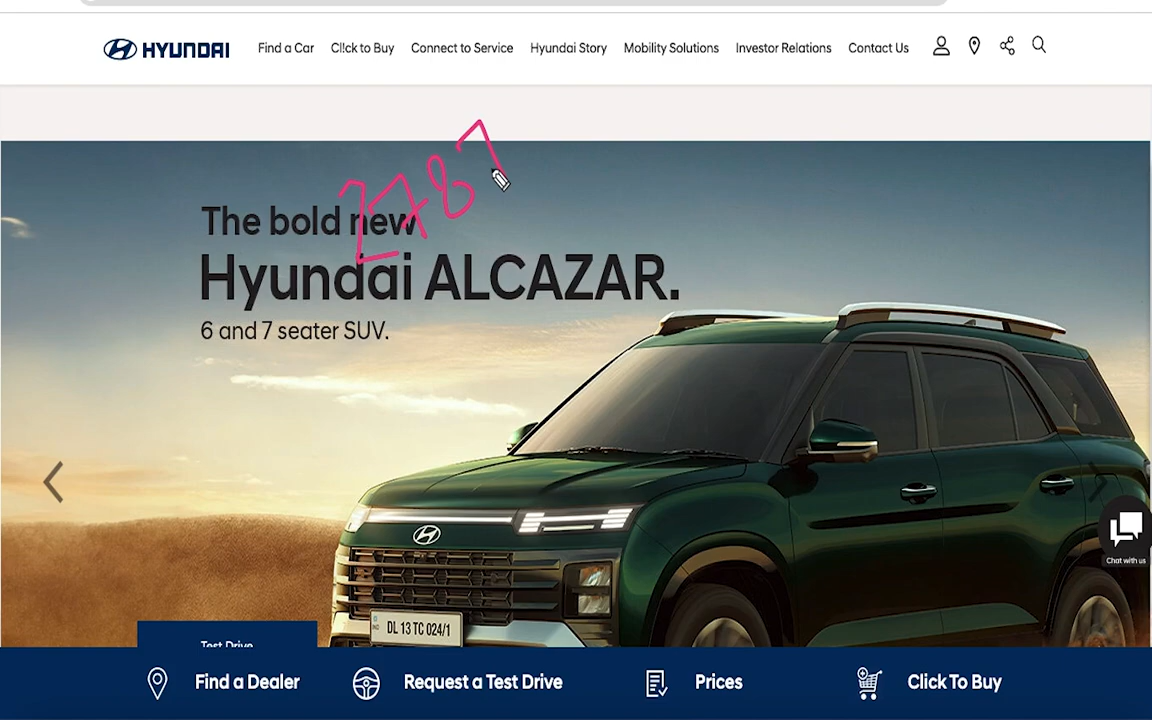 HYUNDAI Find a Car Click to Buy Connect to Service Hyundai Story Mobility Solutions Investor Relations Contact Us
2787
The bold new
Hyundai ALCAZAR.
6 and 7 seater SUV.
DL 13 TC 024/1
Chat with us
Test Drive
Find a Dealer Request a Test Drive Prices Click To Buy